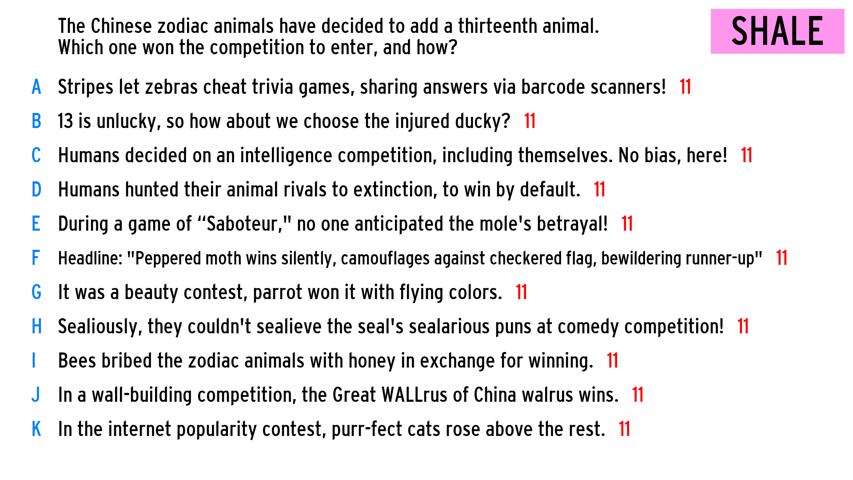 The Chinese zodiac animals have decided to add a thirteenth animal.
Which one won the competition to enter, and how?
SHALE
A Stripes let zebras cheat trivia games, sharing answers via barcode scanners! 11
B 13 is unlucky, so how about we choose the injured ducky? 11
C Humans decided on an intelligence competition, including themselves. No bias, here! 11
D Humans hunted their animal rivals to extinction, to win by default. 11
E During a game of “Saboteur," no one anticipated the mole's betrayal! 11
F Headline: "Peppered moth wins silently, camouflages against checkered flag, bewildering runner-up" 11
G It was a beauty contest, parrot won it with flying colors. 11
H Sealiously, they couldn't sealieve the seal's sealarious puns at comedy competition! 11
I Bees bribed the zodiac animals with honey in exchange for winning. 11
J In a wall-building competition, the Great WALLrus of China walrus wins. 11
K In the internet popularity contest, purr-fect cats rose above the rest. 11